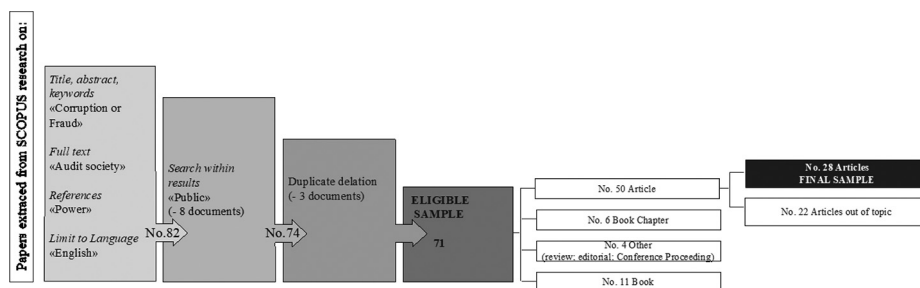 Papers extraced from SCOPUS research on:
Title, abstract,
keywords
«Corruption or
Fraud»
Full text
«Audit society»
References
«Power»
Limit to Language
«English»
No.82
Search within
results
«Public»
(- 8 documents)
No.74
Duplicate delation
(- 3 documents)
ELIGIBLE
SAMPLE
71
No. 50 Article
No. 6 Book Chapter
No. 4 Other
(review; editorial; Conference Proceeding)
No. 11 Book
No. 28 Articles
FINAL SAMPLE
No. 22 Articles out of topic